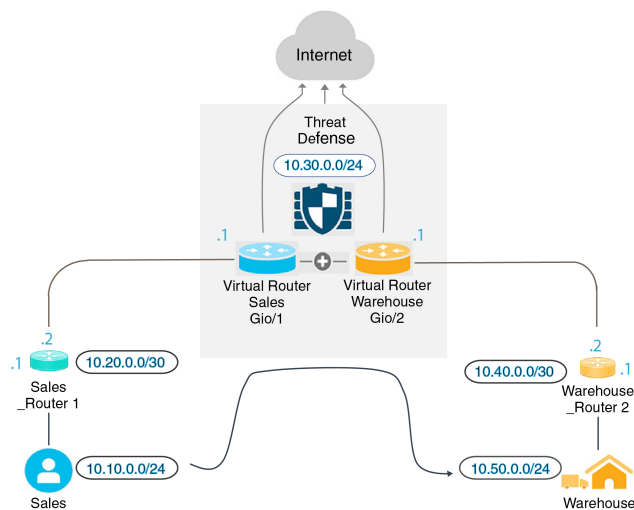 Internet
Threat
Defense
10.30.0.0/24
.1
.1
Virtual Router
Sales
Gio/1
Virtual Router
Warehouse
Gio/2
.2
.1
10.20.0.0/30
Sales
_Router 1
.2
10.40.0.0/30
.1
Warehouse
_Router 2
10.10.0.0/24
10.50.0.0/24
Sales
Warehouse